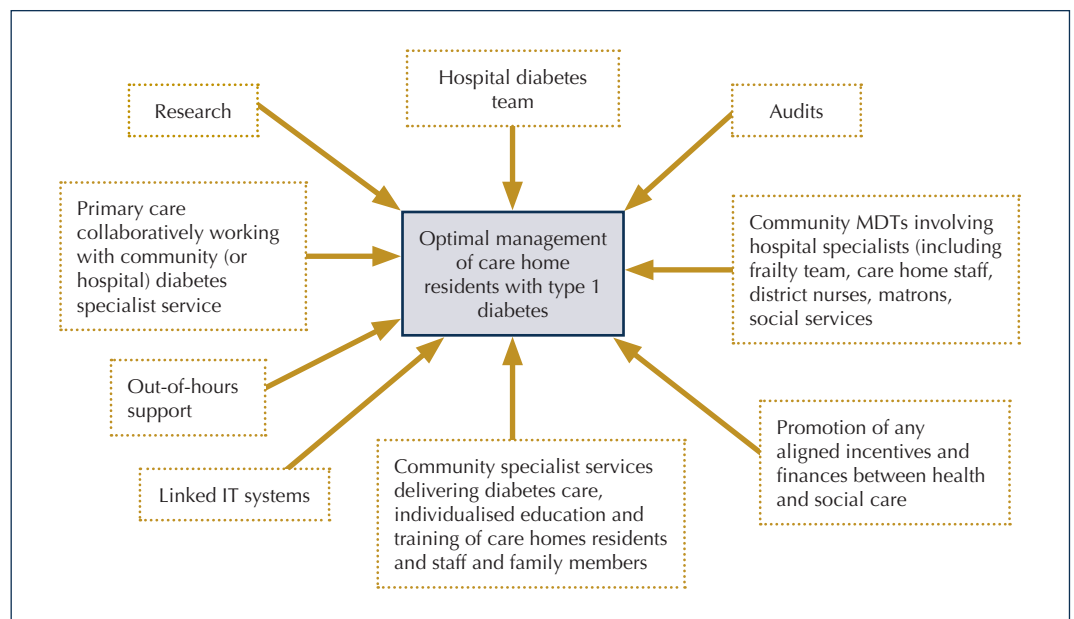 Hospital diabetes
team
Research
Audits
Primary care
collaboratively working
with community (or
hospital) diabetes
specialist service
Optimal management
of care home
residents with type 1
diabetes
Community MDTs involving
hospital specialists (including
frailty team, care home staff,
district nurses, matrons,
social services
Out-of-hours
support
Linked IT systems
Community specialist services
delivering diabetes care,
individualised education and
training of care homes residents
and staff and family members
Promotion of any
aligned incentives and
finances between health
and social care